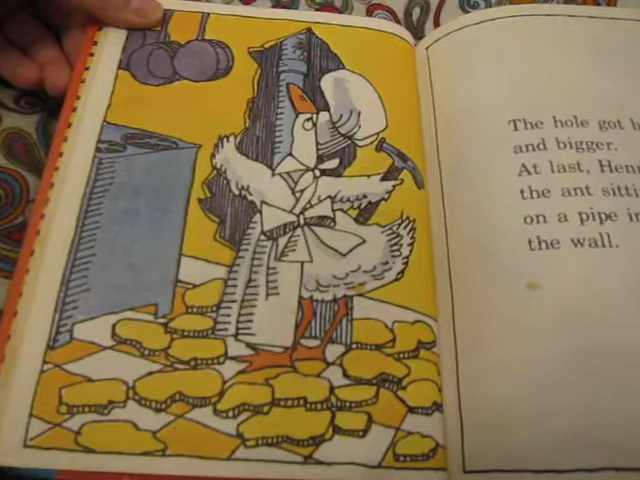 The hole got
and bigger.
At last,
the ant
on a pipe
the wall.